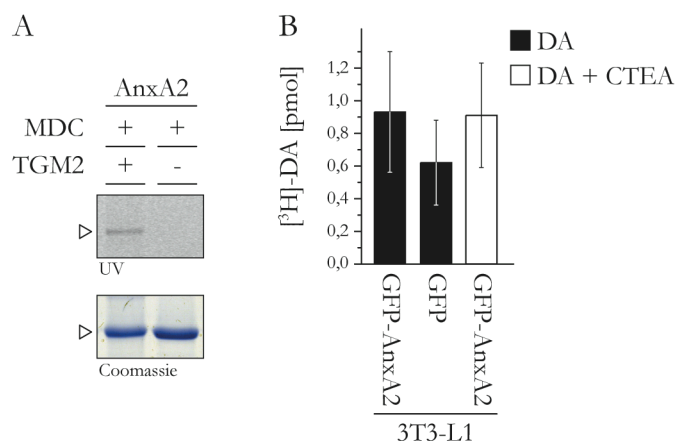 A
AnxA2
MDC + +
TGM2 + -
UV
Coomassie
B
DA
DA + CTEA
[³H]-DA [pmol]
1,2
1,0
0,8
0,6
0,4
0,2
0,0
GFP-AnxA2
GFP
GFP-AnxA2
3T3-L1